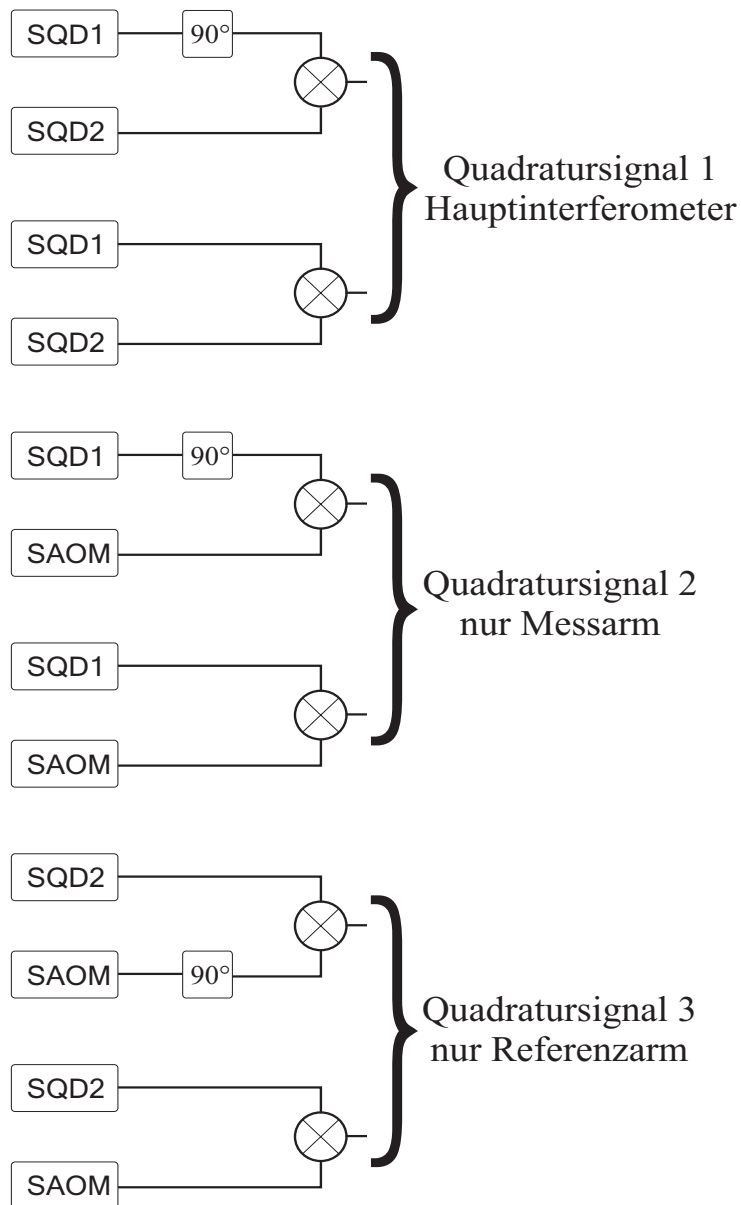 SQD1 90°
SQD2
Quadratursignal 1
Hauptinterferometer
SQD1
SQD2
SQD1 90°
SAOM
Quadratursignal 2
nur Messarm
SQD1
SAOM
SQD2
SAOM 90°
Quadratursignal 3
nur Referenzarm
SQD2
SAOM